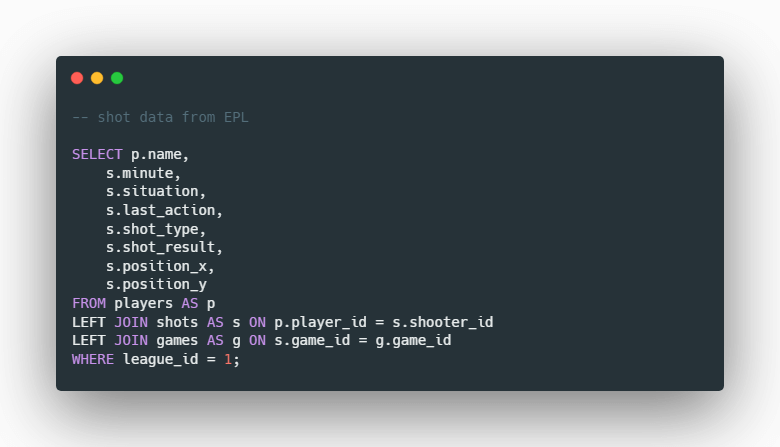 -- shot data from EPL
SELECT p.name,
    s.minute,
    s.situation,
    s.last_action,
    s.shot_type,
    s.shot_result,
    s.position_x,
    s.position_y
FROM players AS p
LEFT JOIN shots AS s ON p.player_id = s.shooter_id
LEFT JOIN games AS g ON s.game_id = g.game_id
WHERE league_id = 1;